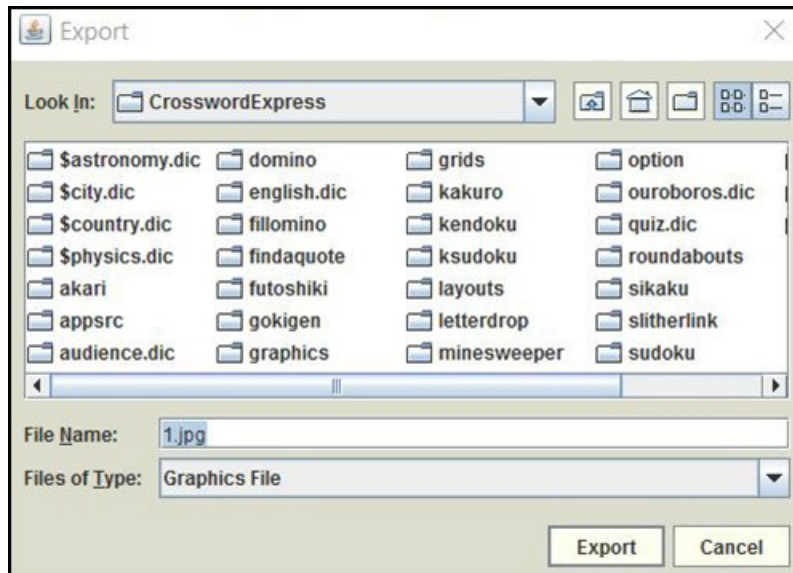 Export
Look In: CrosswordExpress
$astronomy.dic domino grids option
$city.dic english.dic kakuro ouroboros.dic
$country.dic fillomino kendoku quiz.dic
$physics.dic findaquote ksudoku roundabouts
akari futoshiki layouts sikaku
appsrc gokigen letterdrop slitherlink
audience.dic graphics minesweeper sudoku
File Name: 1.jpg
Files of Type: Graphics File
Export Cancel